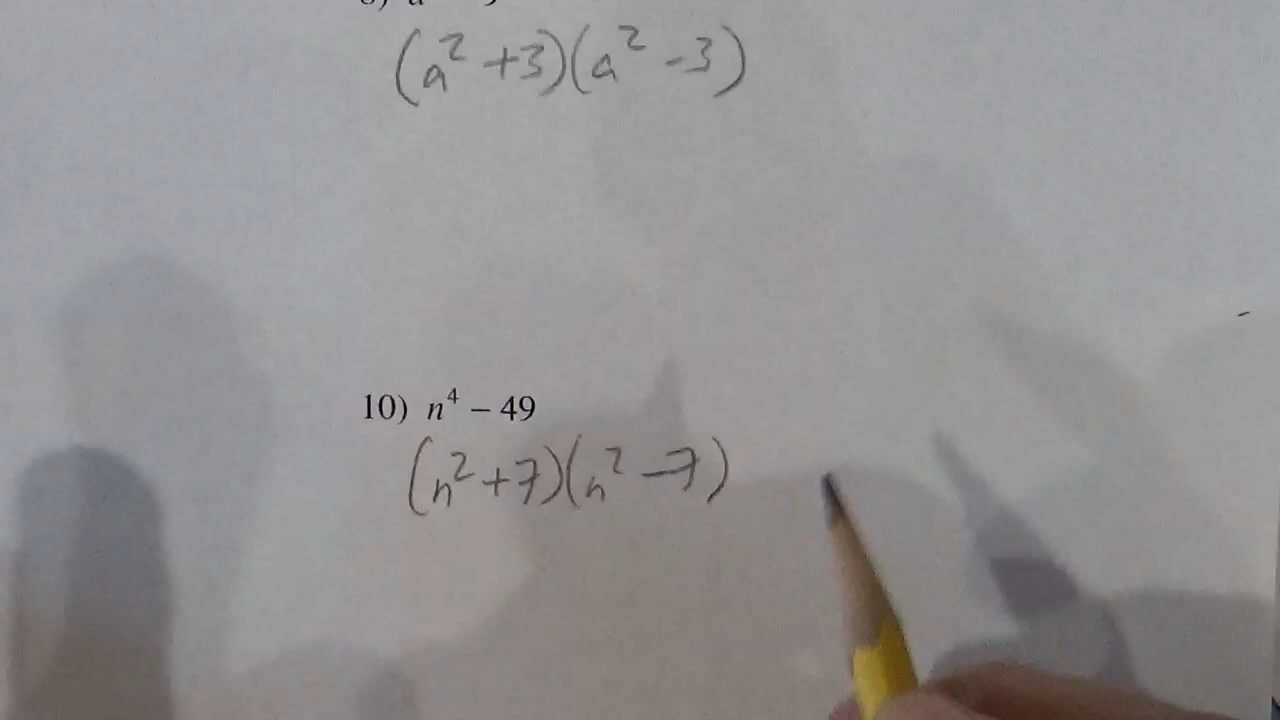 (a² +3)(a² -3)
10) n⁴ – 49
(n² +7)(n² -7)